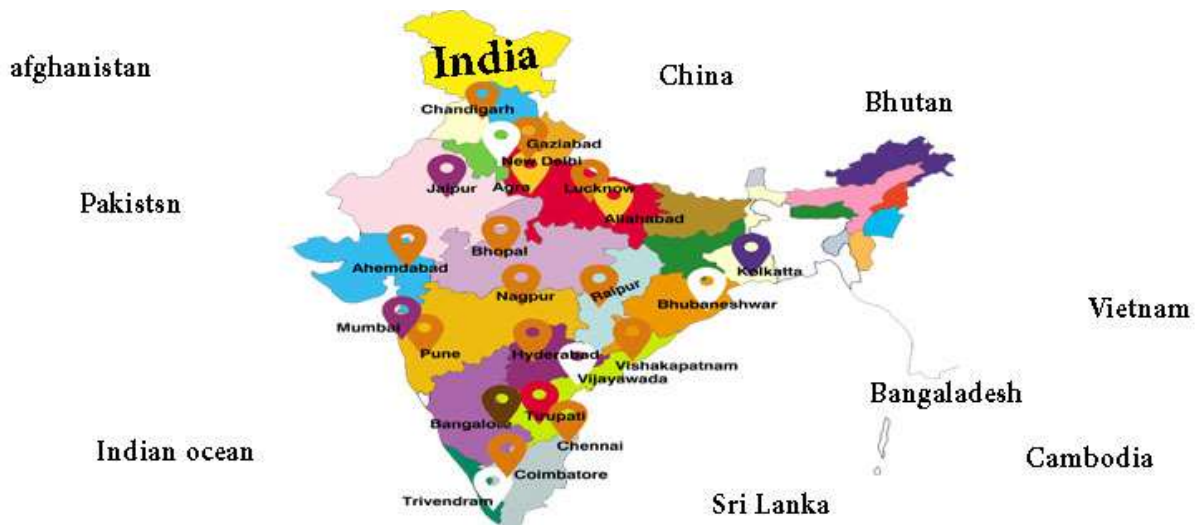 India
afghanistan
China
Bhutan
Chandigarh
Gaziabad
New Delhi
Jaipur
Agra
Lucknow
Pakistsn
Allahabad
Bhopal
Ahemdabad
Kolkatta
Nagpur
Raipur
Bhubaneshwar
Vietnam
Mumbai
Pune
Hyderabad
Vishakapatnam
Vijayawada
Bangaladesh
Tirupati
Bangalore
Chennai
Indian ocean
Cambodia
Coimbatore
Trivendram
Sri Lanka